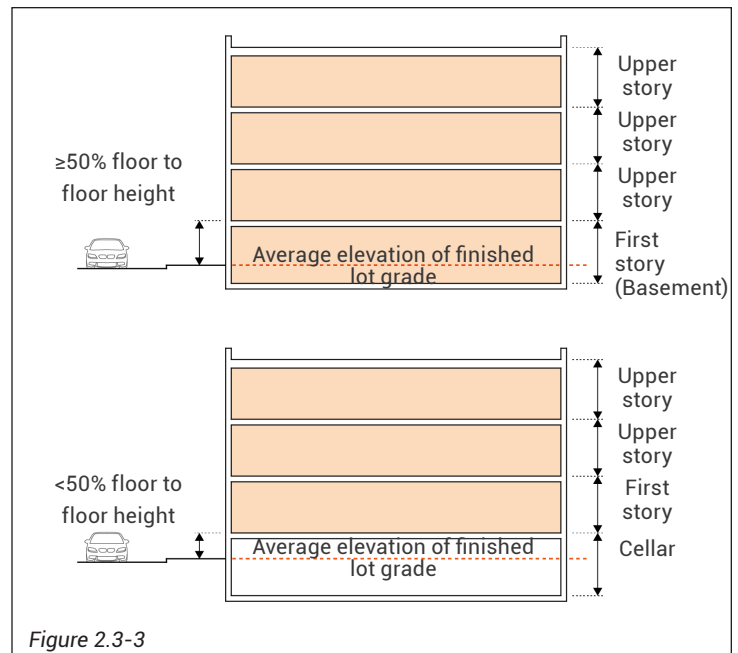 Upper
story
Upper
story
Upper
story
≥50% floor to
floor height
Average elevation of finished
lot grade
First
story
(Basement)
Upper
story
Upper
story
First
story
<50% floor to
floor height
Average elevation of finished
lot grade
Cellar
Figure 2.3-3